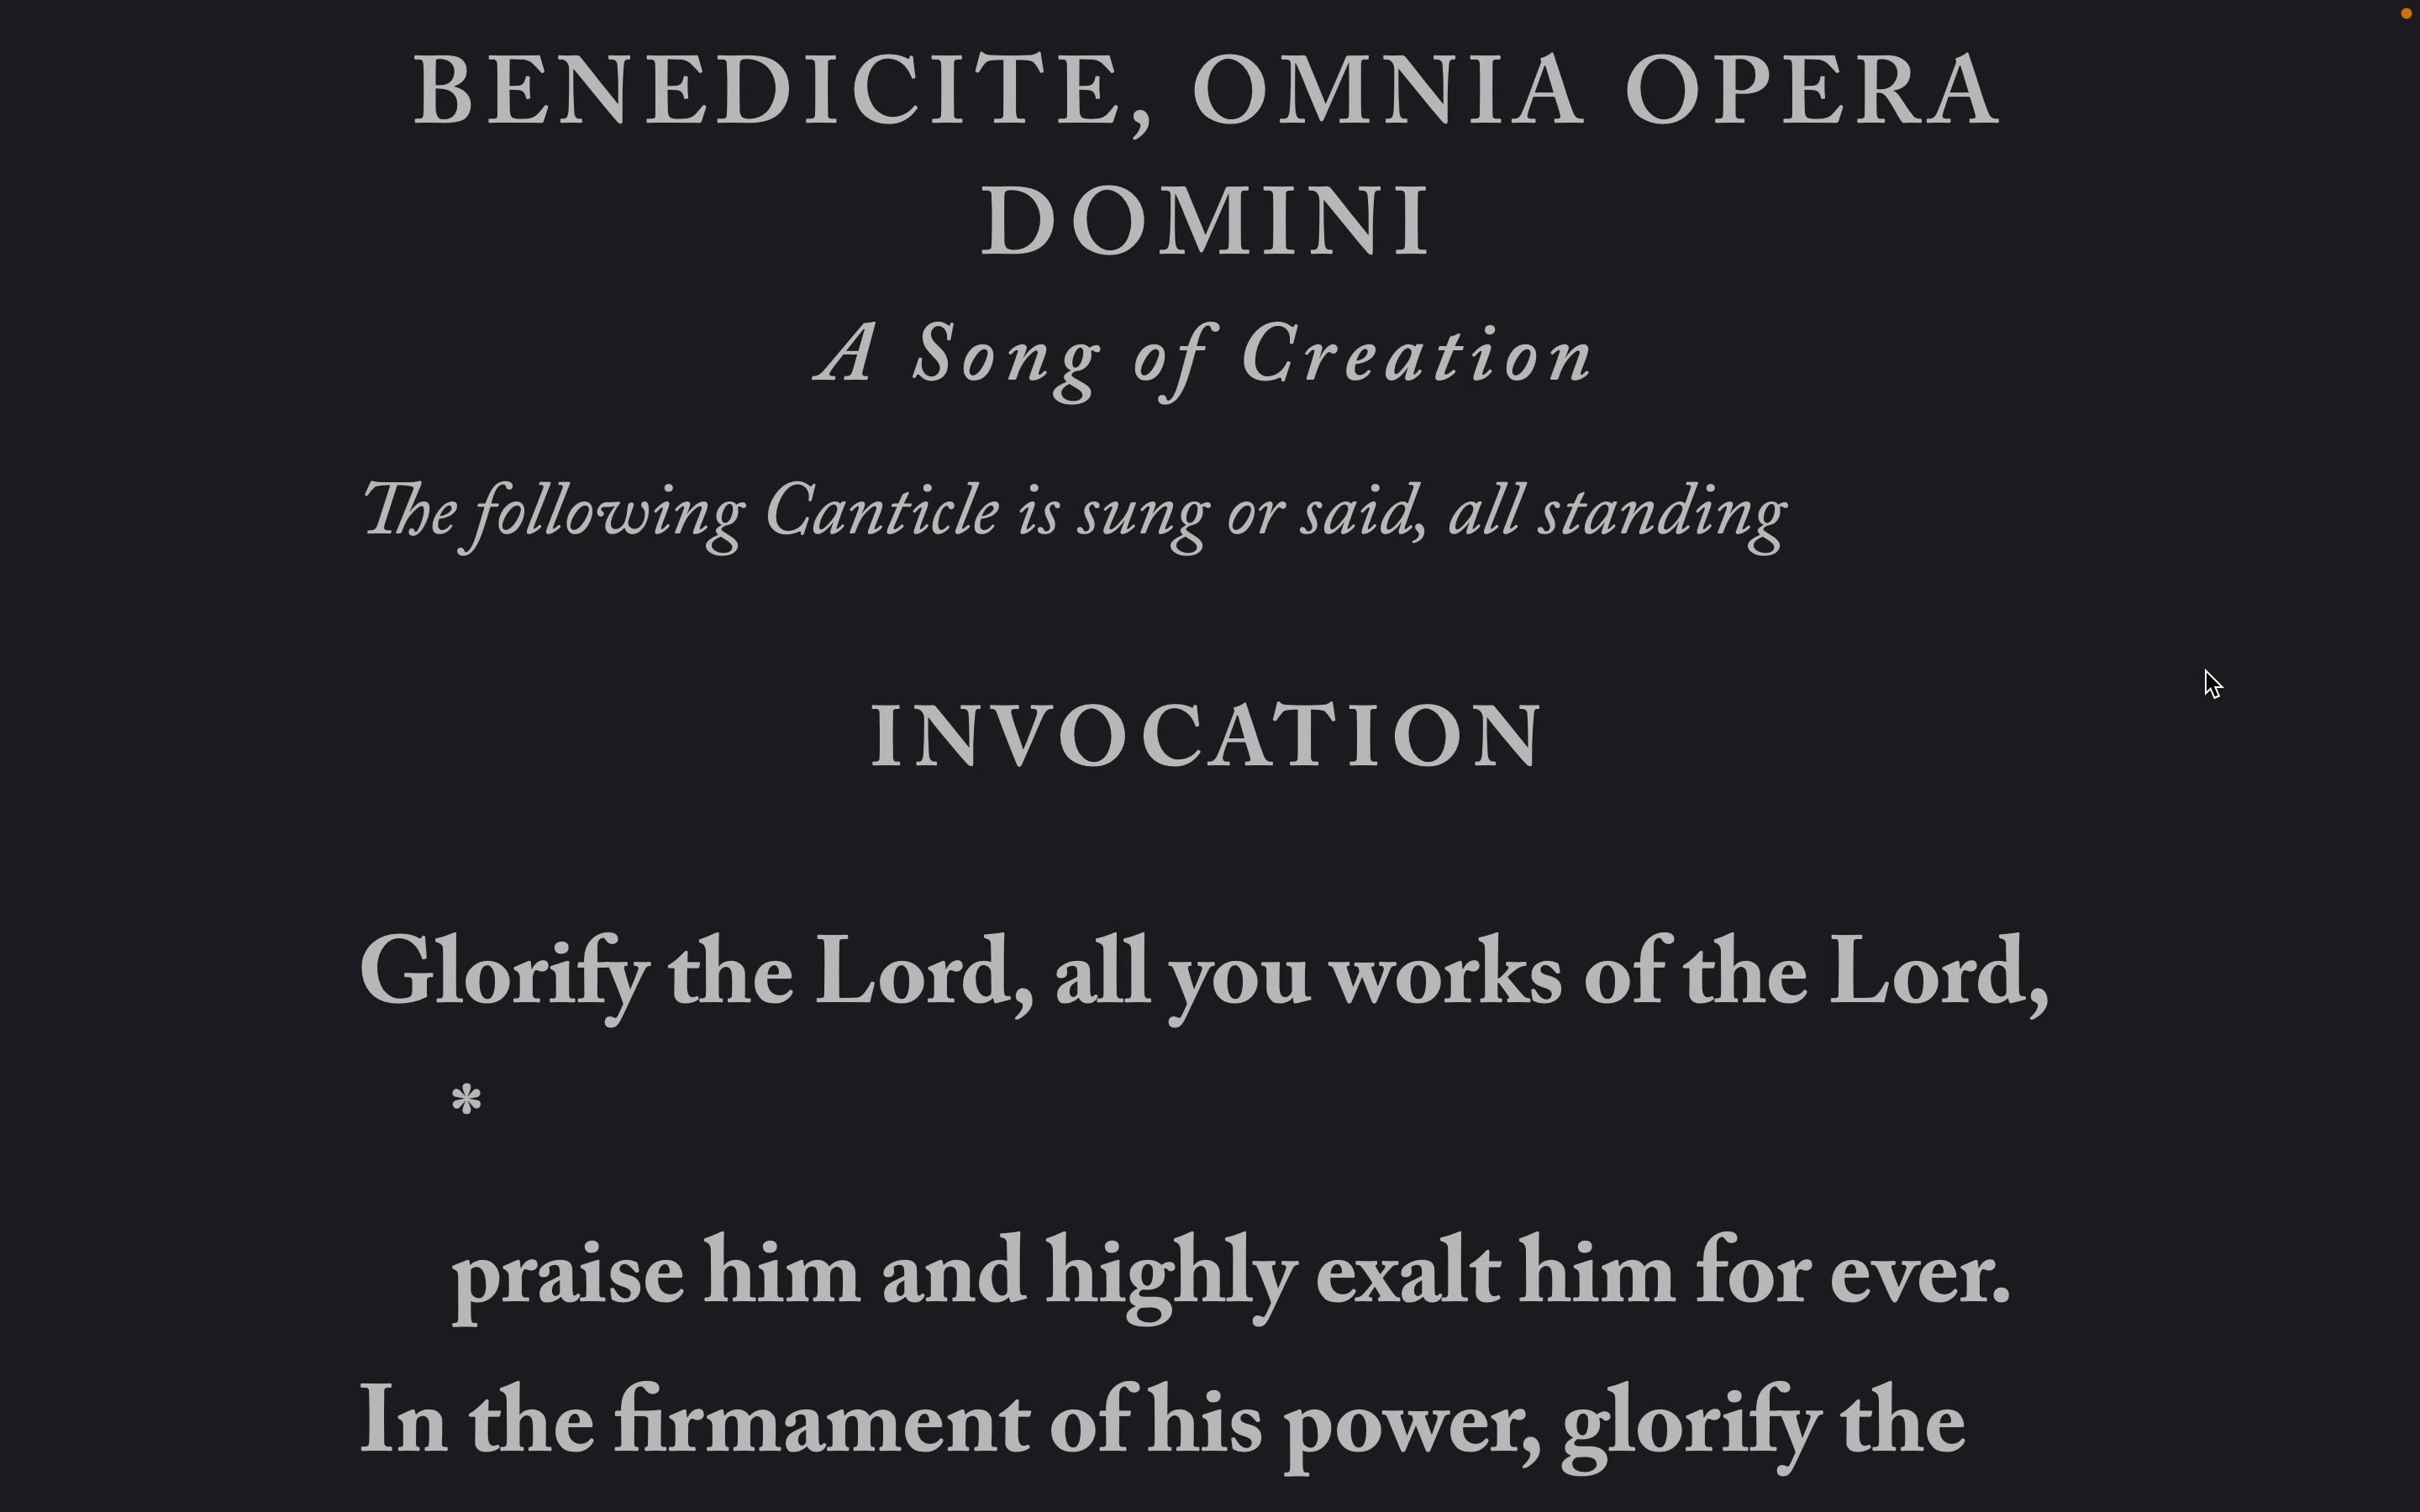 BENEDICITE, OMNIA OPERA
DOMINI
A Song of Creation
The following Canticle is sung or said, all standing
INVOCATION
Glorify the Lord, all you works of the Lord,
*
praise him and highly exalt him for ever.
In the firmament of his power, glorify the